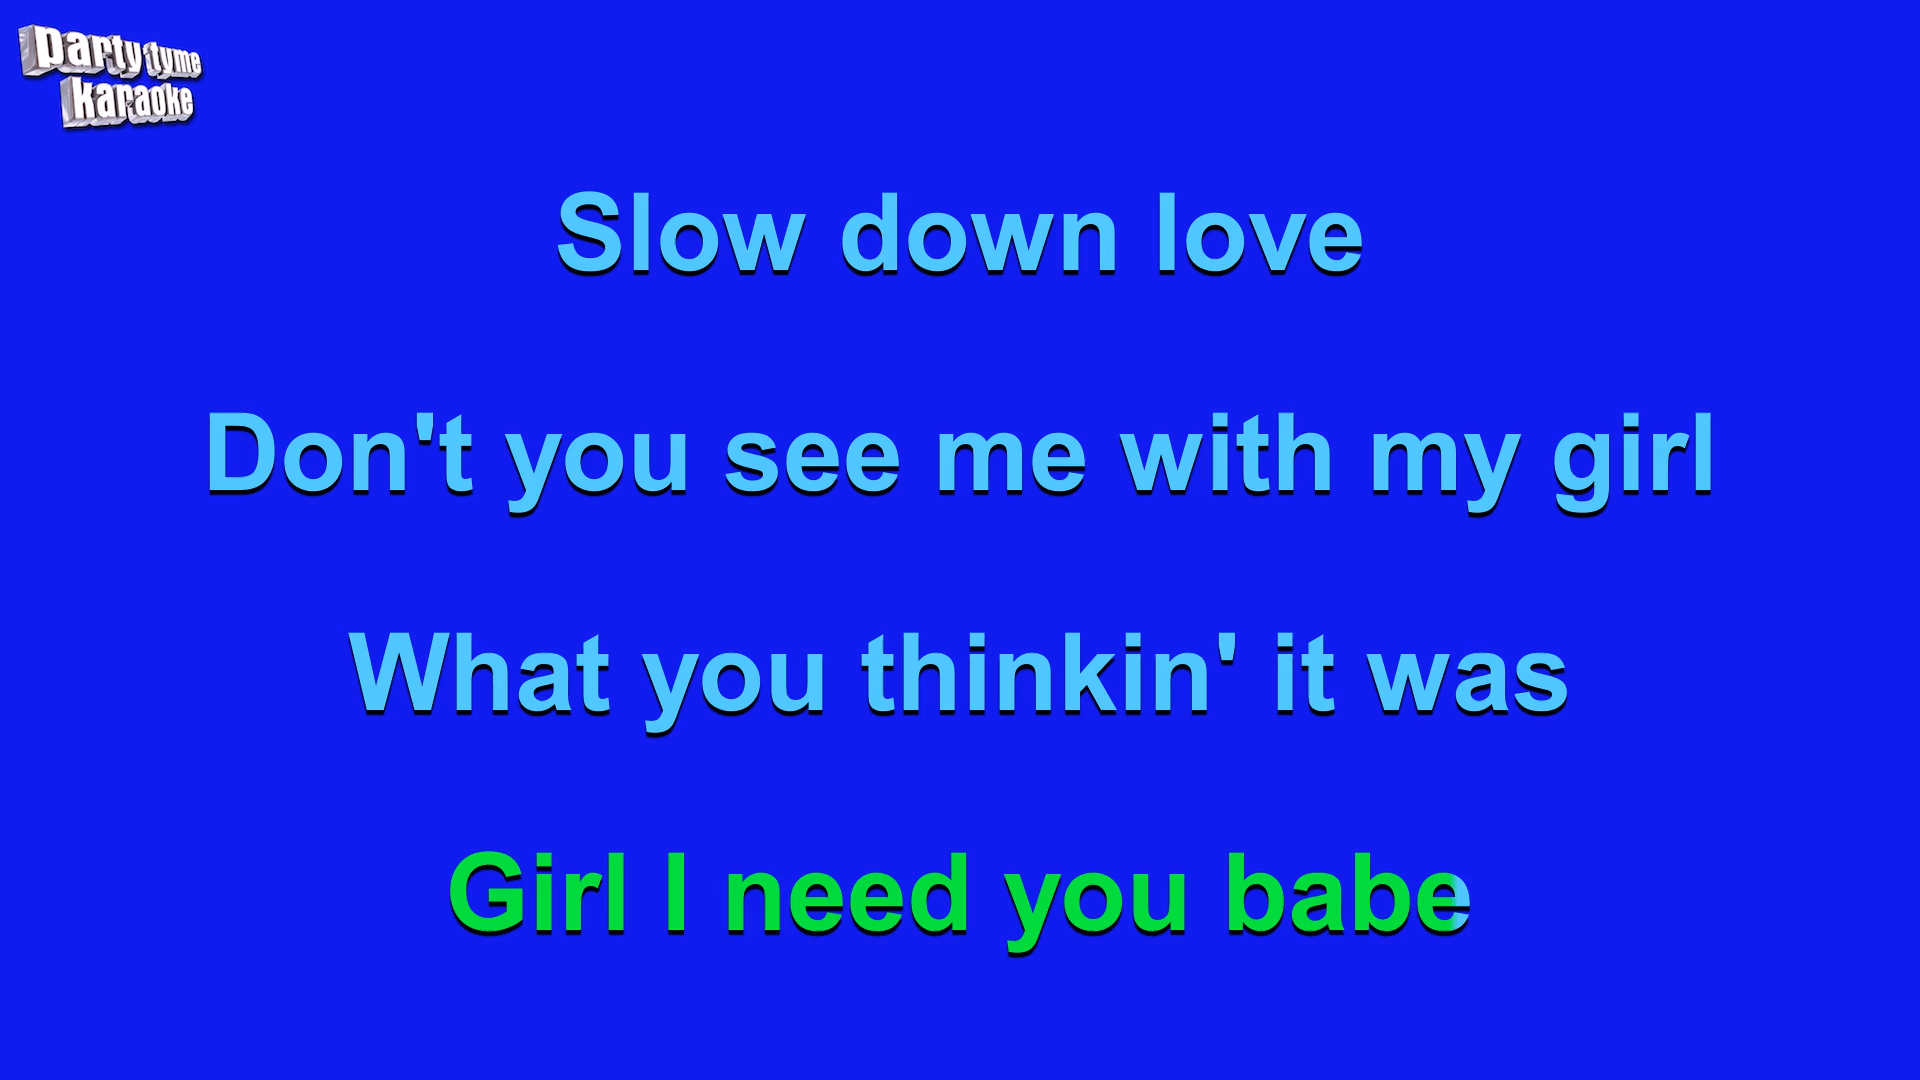 party tyme
karaoke
Slow down love
Don't you see me with my girl
What you thinkin' it was
Girl I need you babe